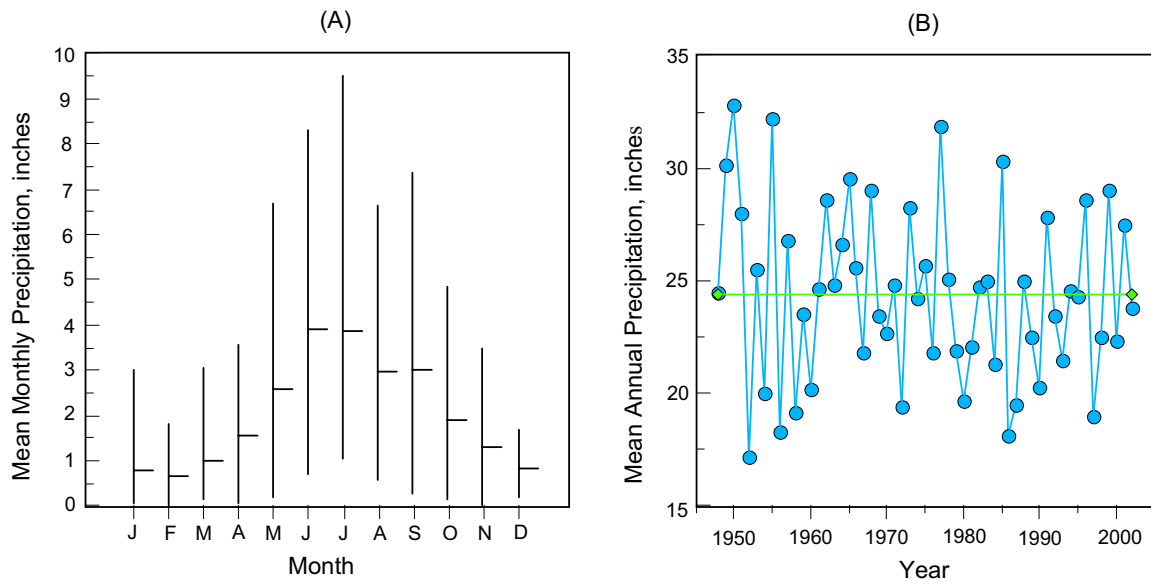 (A)
Mean Monthly Precipitation, inches
10
9
8
7
6
5
4
3
2
1
0
J F M A M J J A S O N D
Month
(B)
Mean Annual Precipitation, inches
35
30
25
20
15
1950 1960 1970 1980 1990 2000
Year